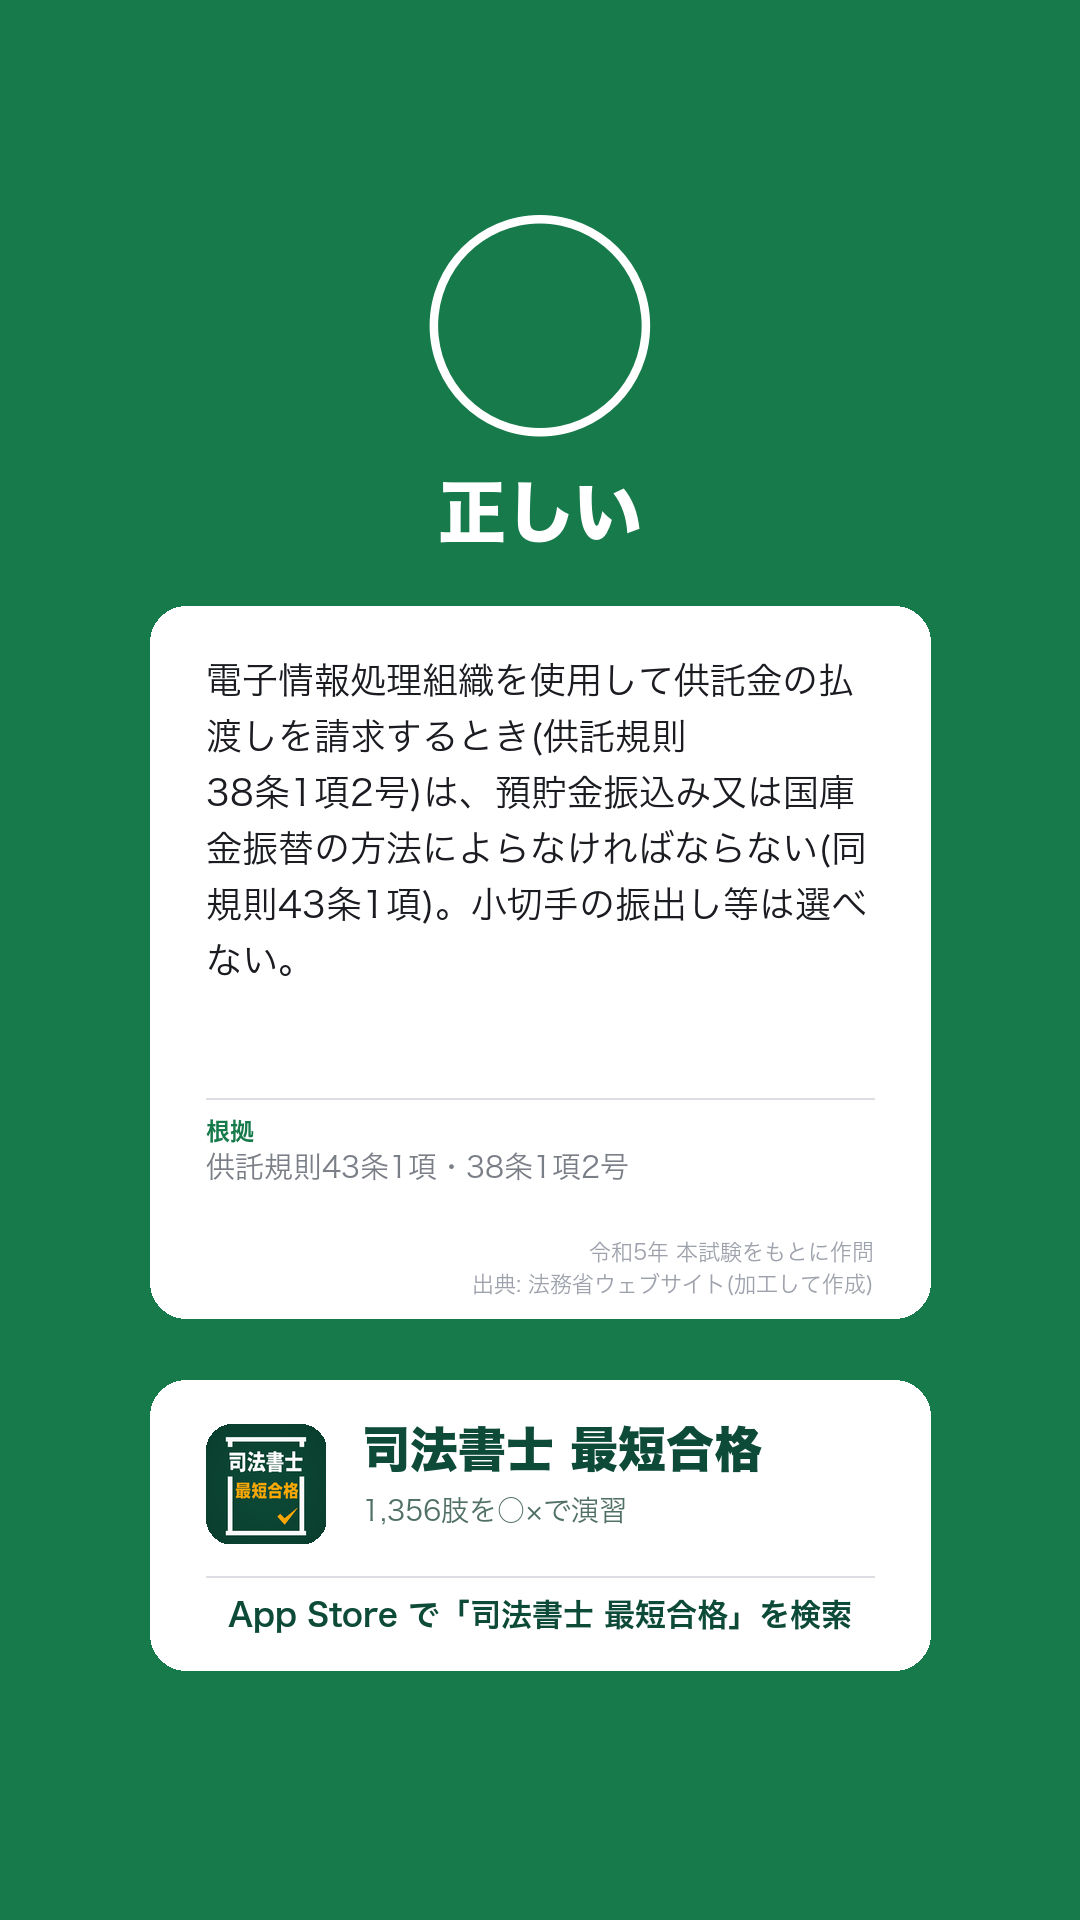 正しい
電子情報処理組織を使用して供託金の払
渡しを請求するとき(供託規則
38条1項2号)は、預貯金振込み又は国庫
金振替の方法によらなければならない(同
規則43条1項)。小切手の振出し等は選べ
ない。
根拠
供託規則43条1項・38条1項2号
令和5年 本試験をもとに作問
出典: 法務省ウェブサイト(加工して作成)
司法書士
最短合格
司法書士 最短合格
1,356肢を○×で演習
App Store で「司法書士 最短合格」を検索